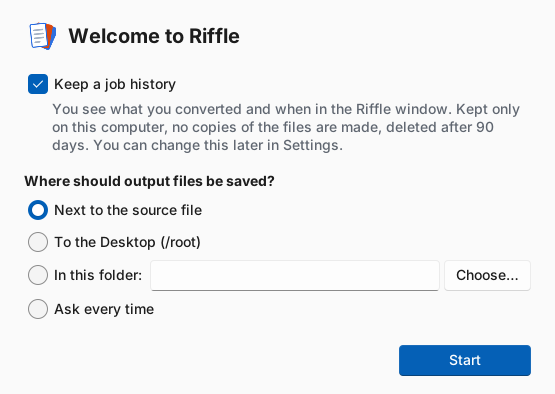 Welcome to Riffle
Keep a job history
You see what you converted and when in the Riffle window. Kept only
on this computer, no copies of the files are made, deleted after 90
days. You can change this later in Settings.
Where should output files be saved?
Next to the source file
To the Desktop (/root)
In this folder:
Choose...
Ask every time
Start